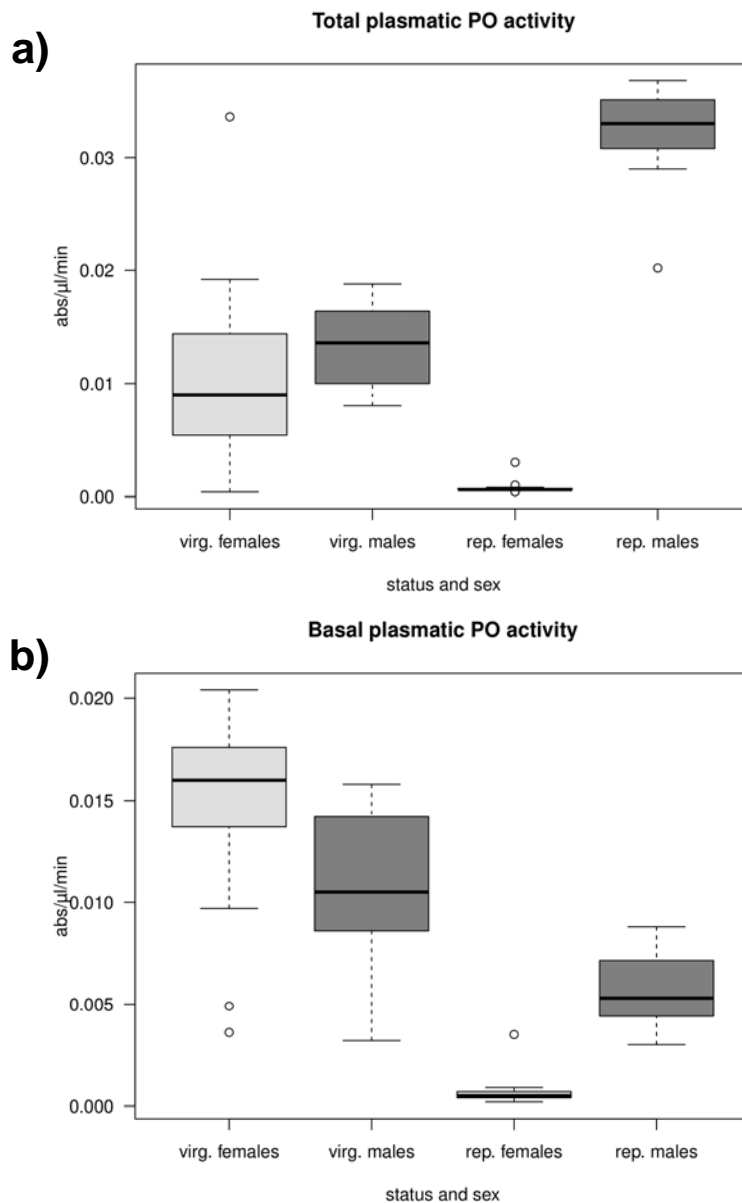 Total plasmatic PO activity
a)
0.03
0.02
0.01
0.00
abs/µl/min
virg. females virg. males rep. females rep. males
status and sex
Basal plasmatic PO activity
b)
0.020
0.015
0.010
0.005
0.000
abs/µl/min
virg. females virg. males rep. females rep. males
status and sex